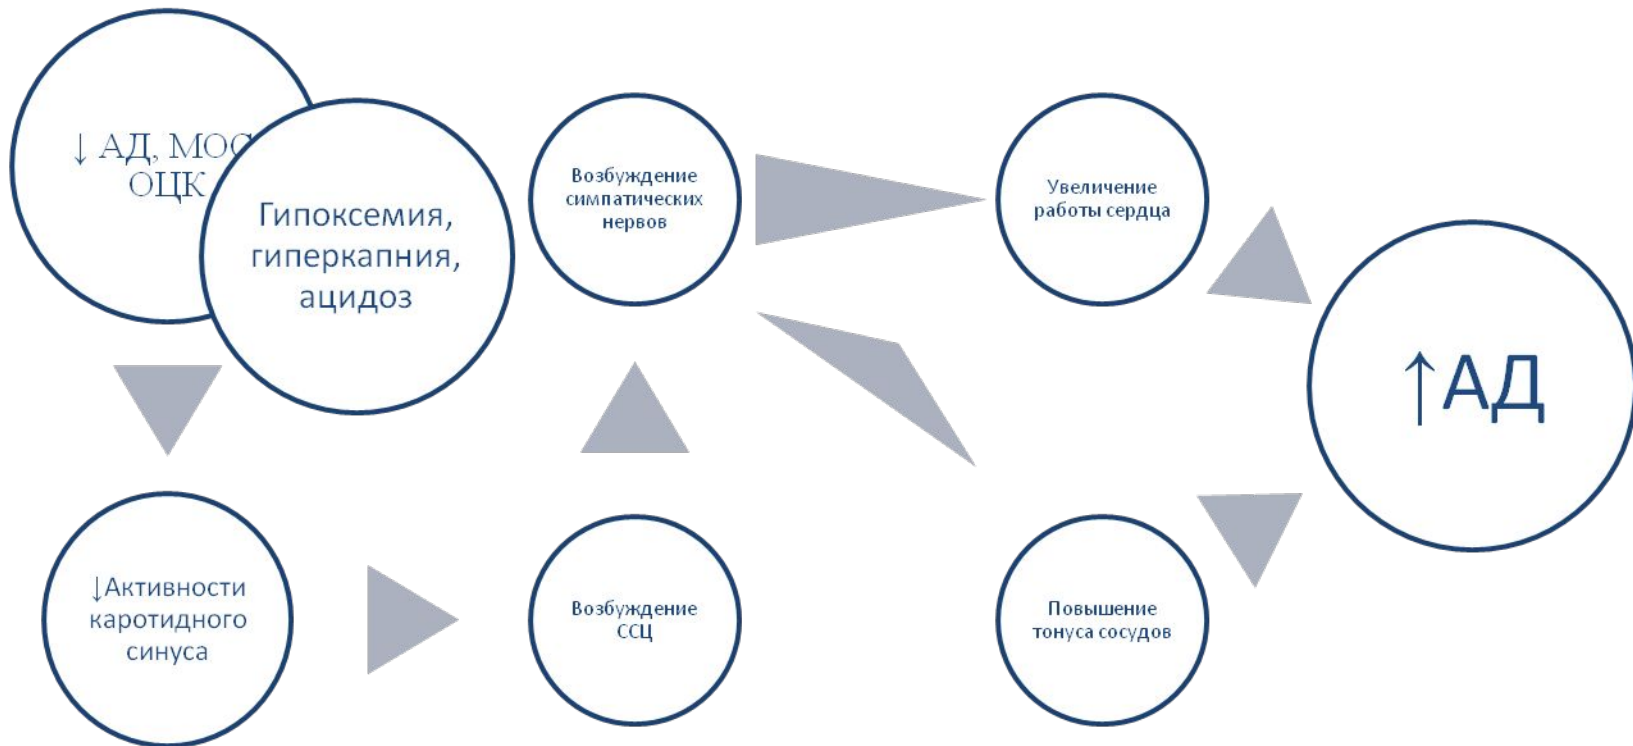 ↓ АД, МОС
ОЦК
Гипоксемия,
гиперкапния,
ацидоз
Возбуждение
симпатических
нервов
Увеличение
работы сердца
↑АД
↓Активности
каротидного
синуса
Возбуждение
ССЦ
Повышение
тонуса сосудов